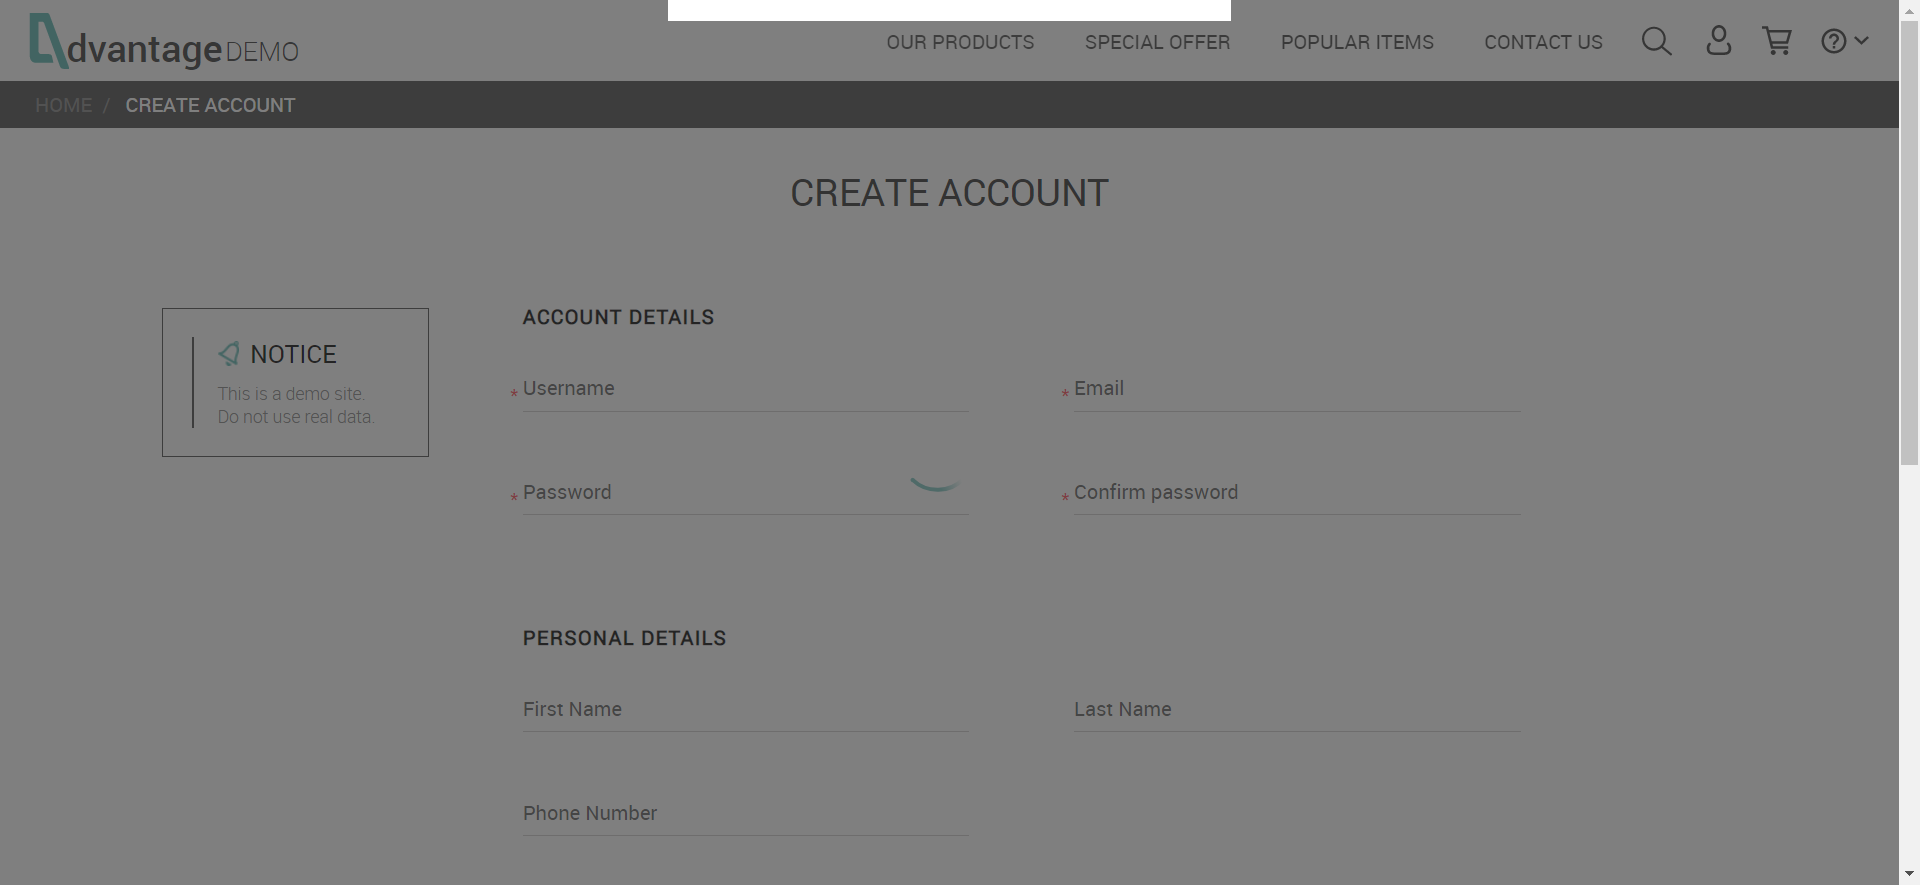 dvantage DEMO
OUR PRODUCTS
SPECIAL OFFER
POPULAR ITEMS
CONTACT US
HOME / CREATE ACCOUNT
CREATE ACCOUNT
NOTICE
This is a demo site.
Do not use real data.
ACCOUNT DETAILS
* Username
* Email
* Password
* Confirm password
PERSONAL DETAILS
First Name
Last Name
Phone Number